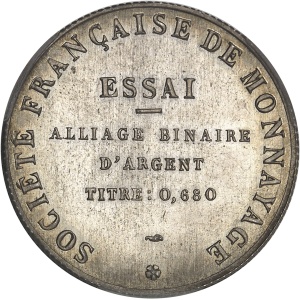 SOCIÉTÉ FRANÇAISE DE MONNAYAGE
ESSAI
ALLIAGE BINAIRE
D'ARGENT
TITRE: 0,680